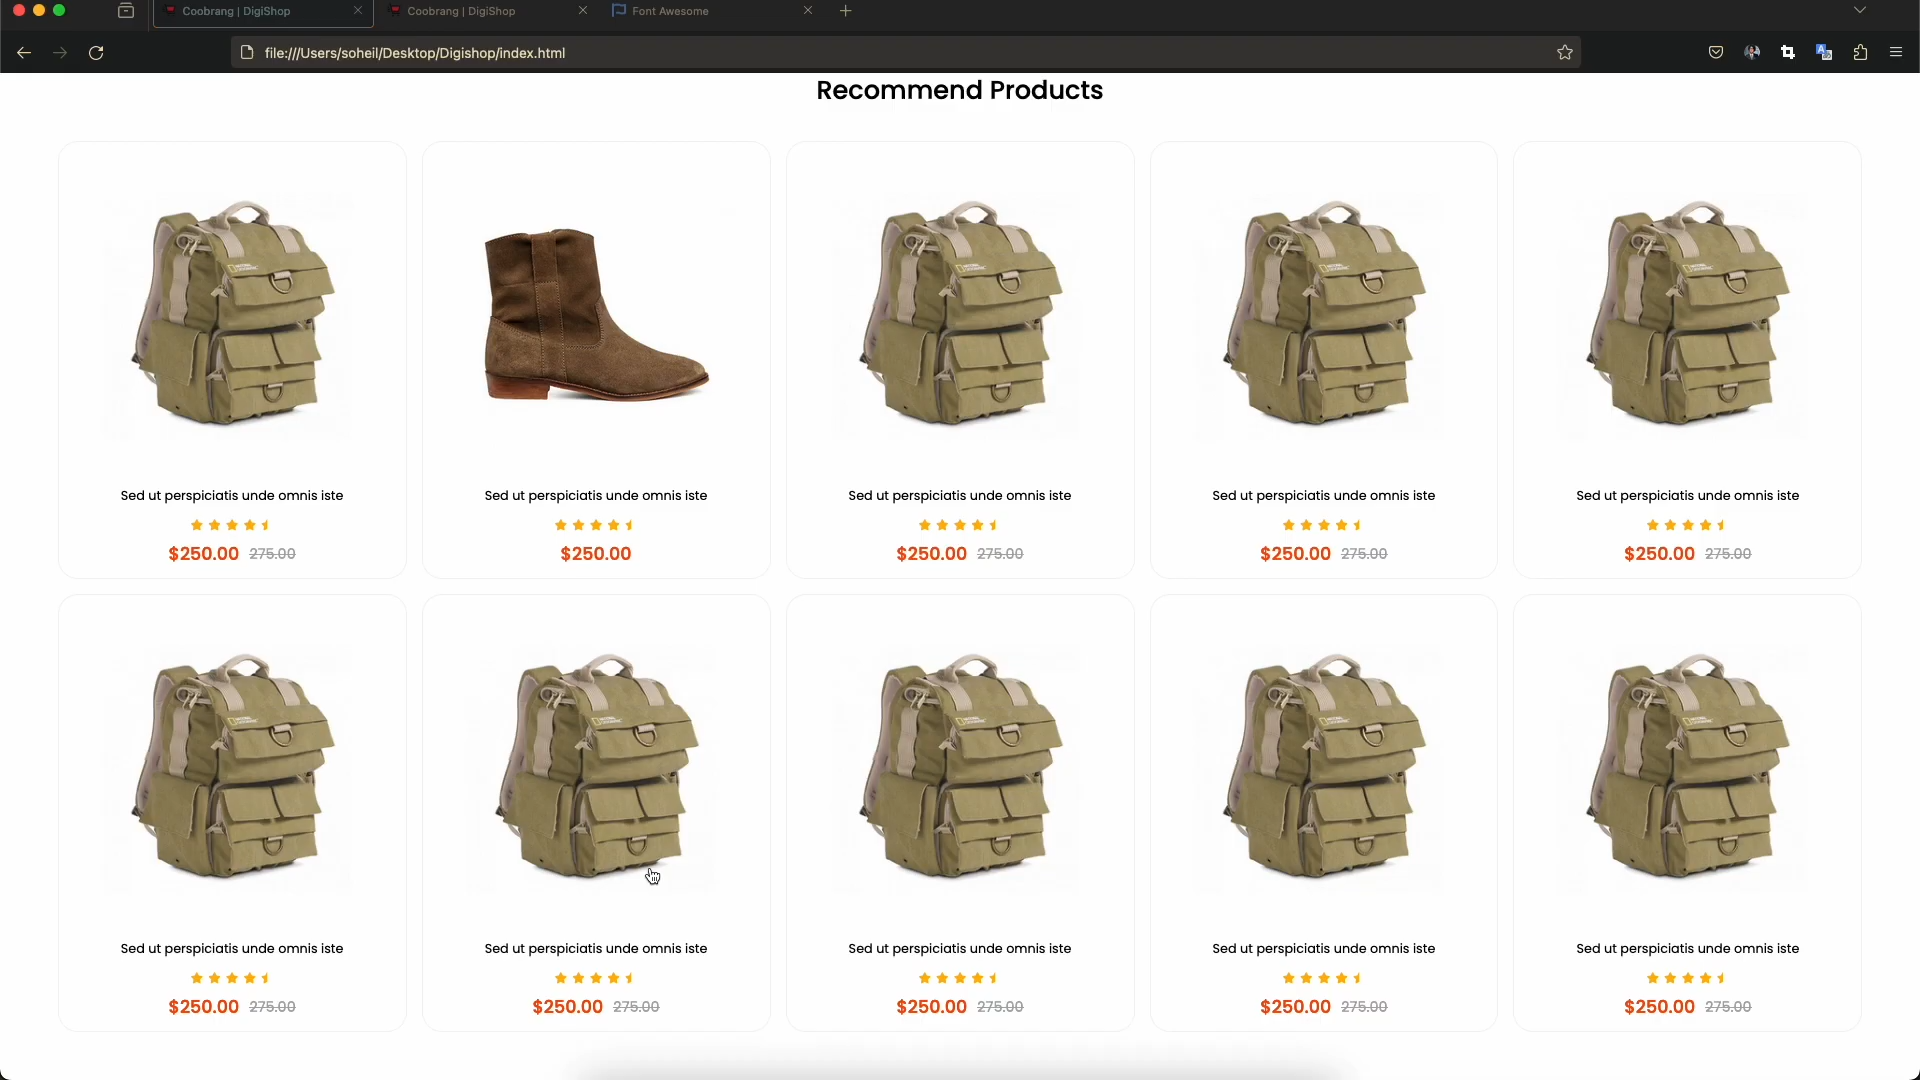 Coobrang | DigiShop
Coobrang | DigiShop
Font Awesome
file:///Users/soheil/Desktop/Digishop/index.html
Recommend Products
Sed ut perspiciatis unde omnis iste
$250.00 275.00
Sed ut perspiciatis unde omnis iste
$250.00
Sed ut perspiciatis unde omnis iste
$250.00 275.00
Sed ut perspiciatis unde omnis iste
$250.00 275.00
Sed ut perspiciatis unde omnis iste
$250.00 275.00
Sed ut perspiciatis unde omnis iste
$250.00 275.00
Sed ut perspiciatis unde omnis iste
$250.00 275.00
Sed ut perspiciatis unde omnis iste
$250.00 275.00
Sed ut perspiciatis unde omnis iste
$250.00 275.00
Sed ut perspiciatis unde omnis iste
$250.00 275.00